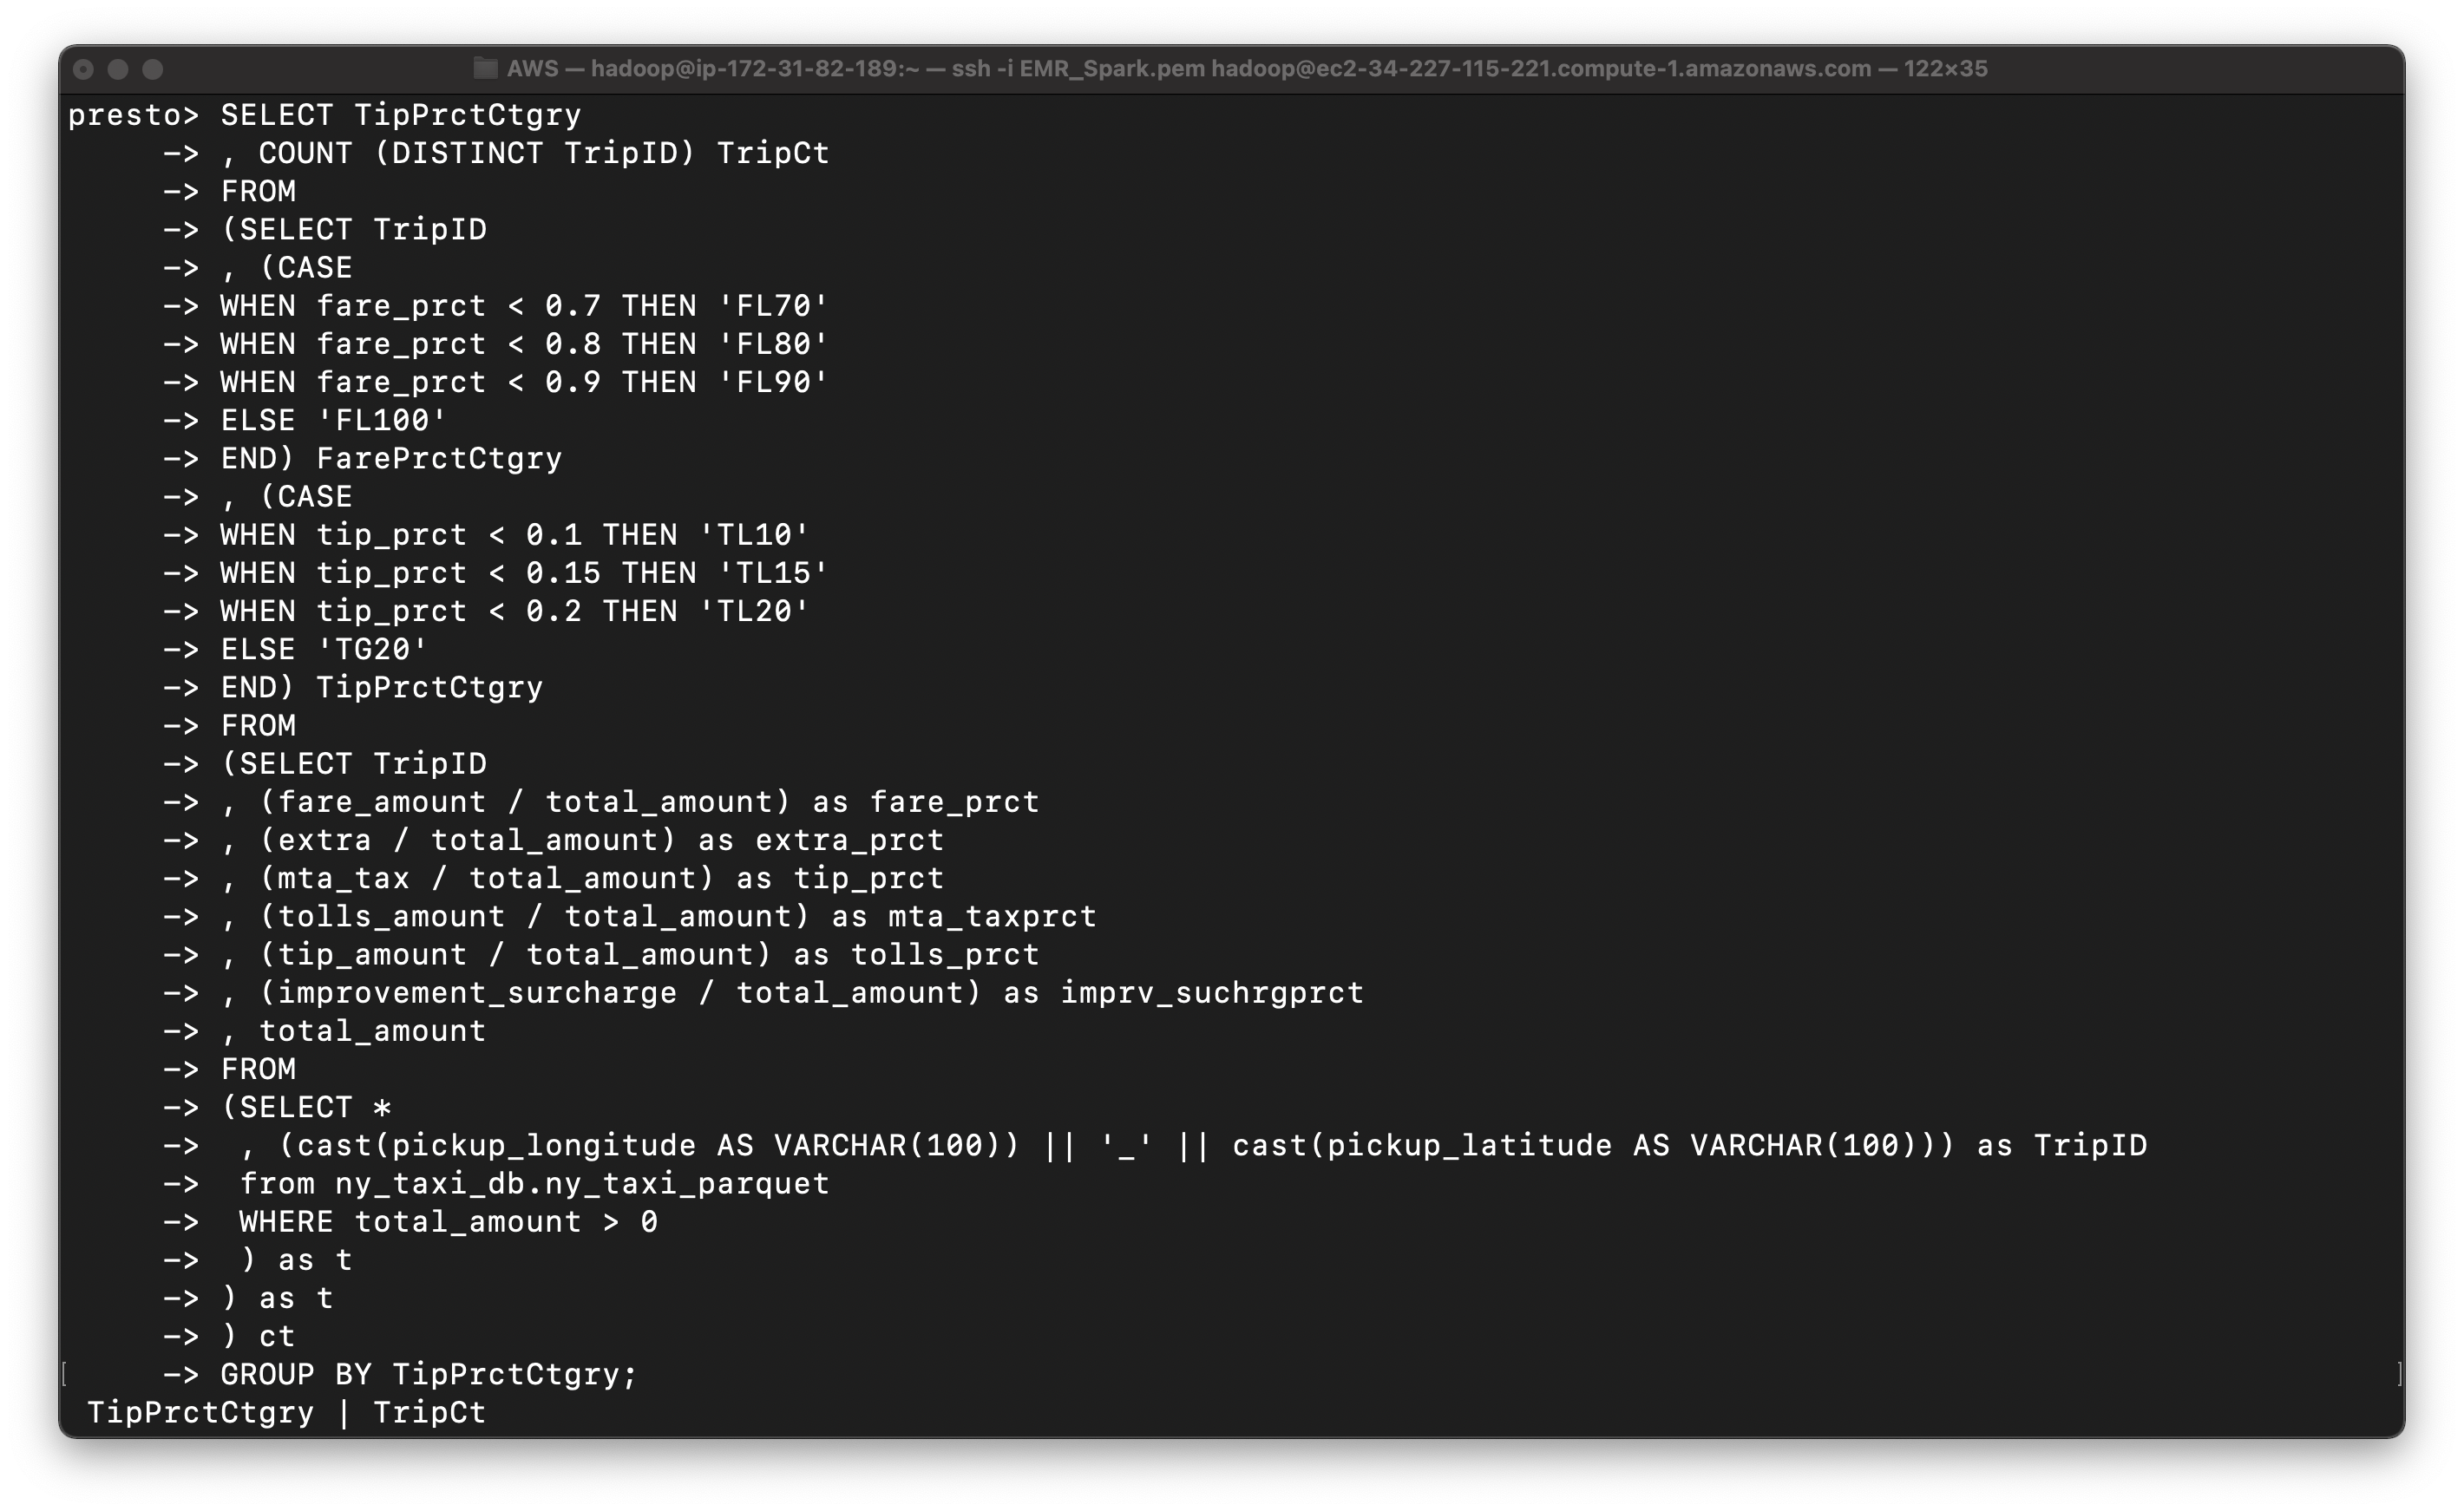 AWS — hadoop@ip-172-31-82-189:~ — ssh -i EMR_Spark.pem hadoop@ec2-34-227-115-221.compute-1.amazonaws.com — 122×35
presto> SELECT TipPrctCtgry
-> , COUNT (DISTINCT TripID) TripCt
-> FROM
-> (SELECT TripID
-> , (CASE
-> WHEN fare_prct < 0.7 THEN 'FL70'
-> WHEN fare_prct < 0.8 THEN 'FL80'
-> WHEN fare_prct < 0.9 THEN 'FL90'
-> ELSE 'FL100'
-> END) FarePrctCtgry
-> , (CASE
-> WHEN tip_prct < 0.1 THEN 'TL10'
-> WHEN tip_prct < 0.15 THEN 'TL15'
-> WHEN tip_prct < 0.2 THEN 'TL20'
-> ELSE 'TG20'
-> END) TipPrctCtgry
-> FROM
-> (SELECT TripID
-> , (fare_amount / total_amount) as fare_prct
-> , (extra / total_amount) as extra_prct
-> , (mta_tax / total_amount) as tip_prct
-> , (tolls_amount / total_amount) as mta_taxprct
-> , (tip_amount / total_amount) as tolls_prct
-> , (improvement_surcharge / total_amount) as imprv_suchrgprct
-> , total_amount
-> FROM
-> (SELECT *
->  , (cast(pickup_longitude AS VARCHAR(100)) || '_' || cast(pickup_latitude AS VARCHAR(100))) as TripID
->  from ny_taxi_db.ny_taxi_parquet
->  WHERE total_amount > 0
->  ) as t
-> ) as t
-> ) ct
[ -> GROUP BY TipPrctCtgry; ]
TipPrctCtgry | TripCt